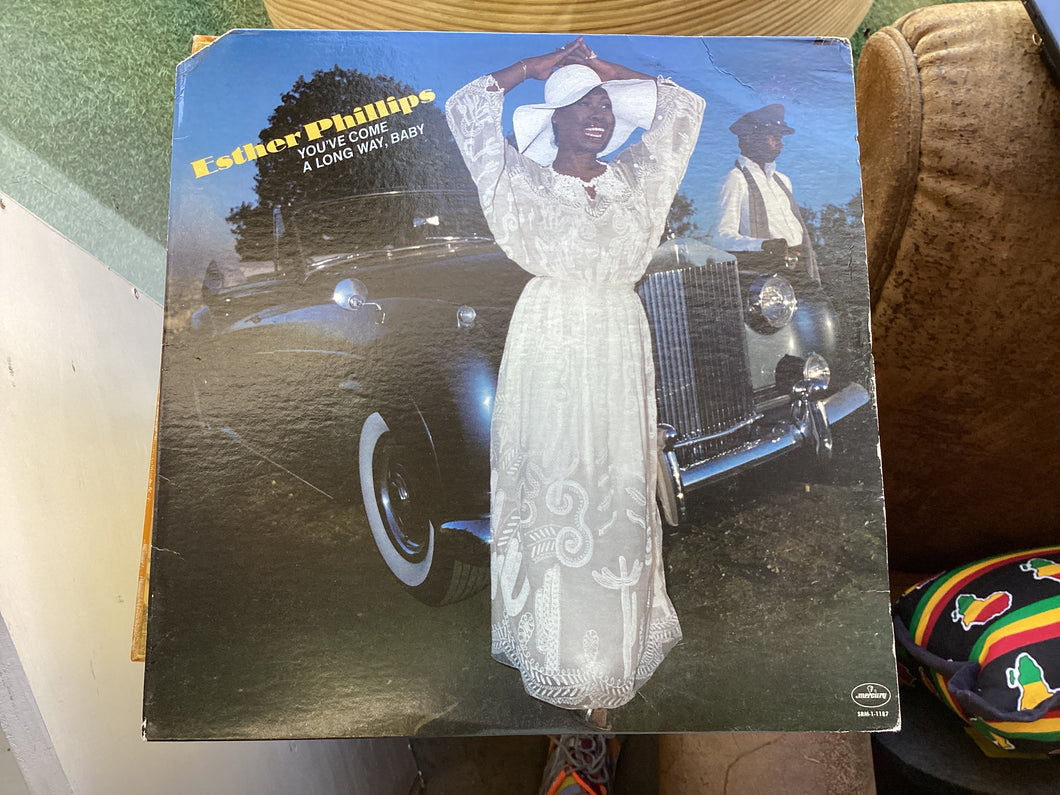 Esther Phillips
YOU'VE COME
A LONG WAY, BABY
mercury
SRM-1-1187